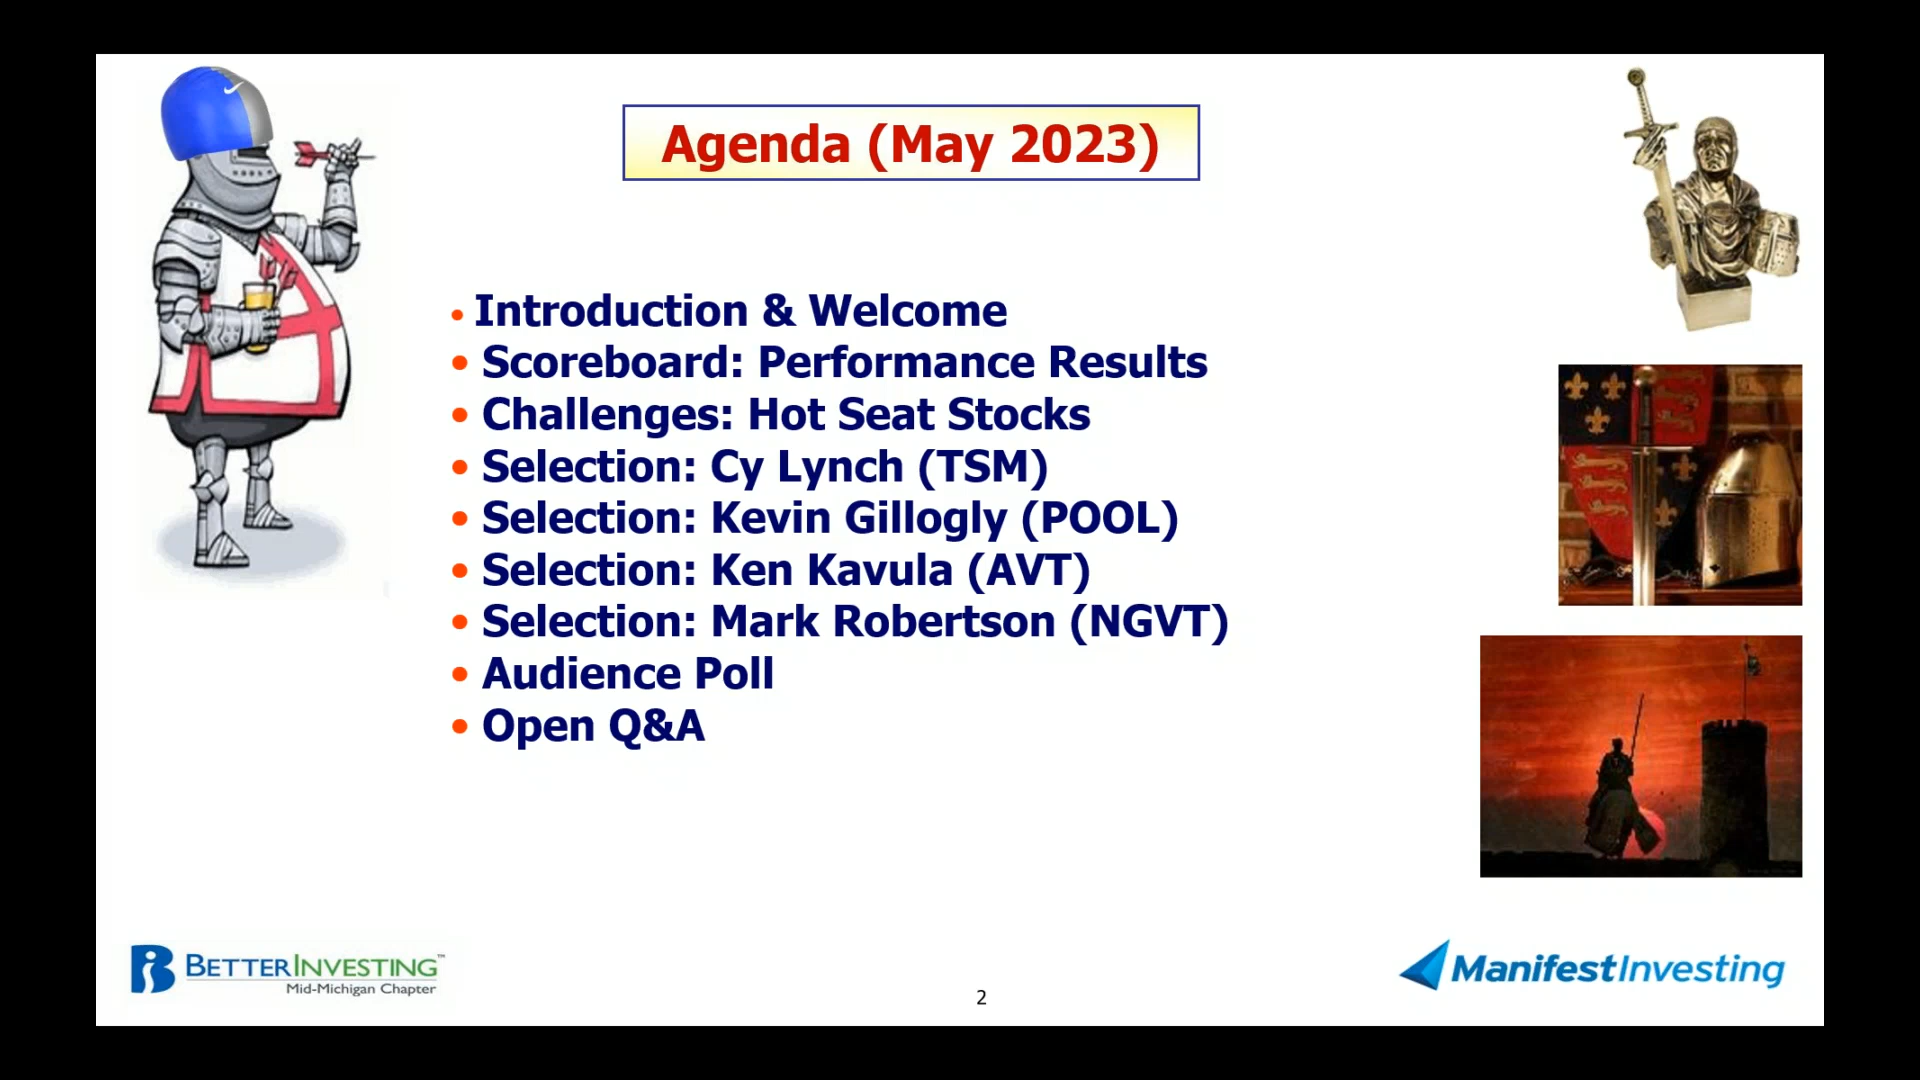 Agenda (May 2023)
• Introduction & Welcome
• Scoreboard: Performance Results
• Challenges: Hot Seat Stocks
• Selection: Cy Lynch (TSM)
• Selection: Kevin Gillogly (POOL)
• Selection: Ken Kavula (AVT)
• Selection: Mark Robertson (NGVT)
• Audience Poll
• Open Q&A
BETTERINVESTING™
Mid-Michigan Chapter
2
ManifestInvesting